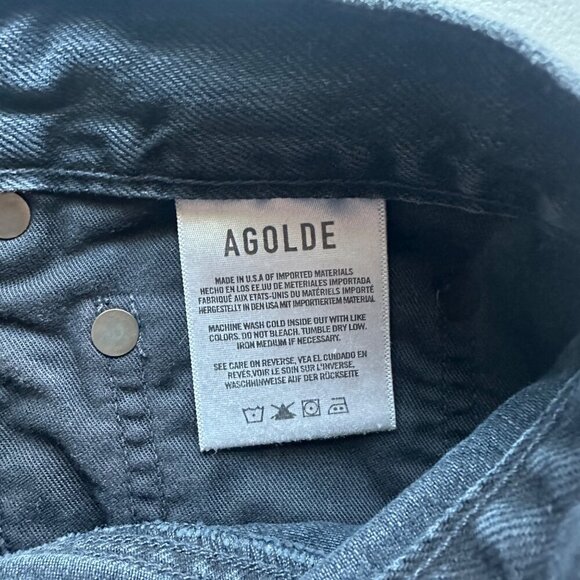 AGOLDE
MADE IN U.S.A OF IMPORTED MATERIALS
HECHO EN LOS EE.UU DE METERIALES IMPORTADA
FABRIQUÉ AUX ETATS-UNIS DU MATÉRIELS IMPORTÉ
HERGESTELLT IN DEN USA MIT IMPORTIERTEM MATERIAL
MACHINE WASH COLD INSIDE OUT WITH LIKE
COLORS. DO NOT BLEACH. TUMBLE DRY LOW.
IRON MEDIUM IF NECESSARY.
SEE CARE ON REVERSE, VEA EL CUIDADO EN
REVÉS.VOIR LE SOIN SUR L'INVERSE,
WASCHHINWEISE AUF DER RÜCKSEITE